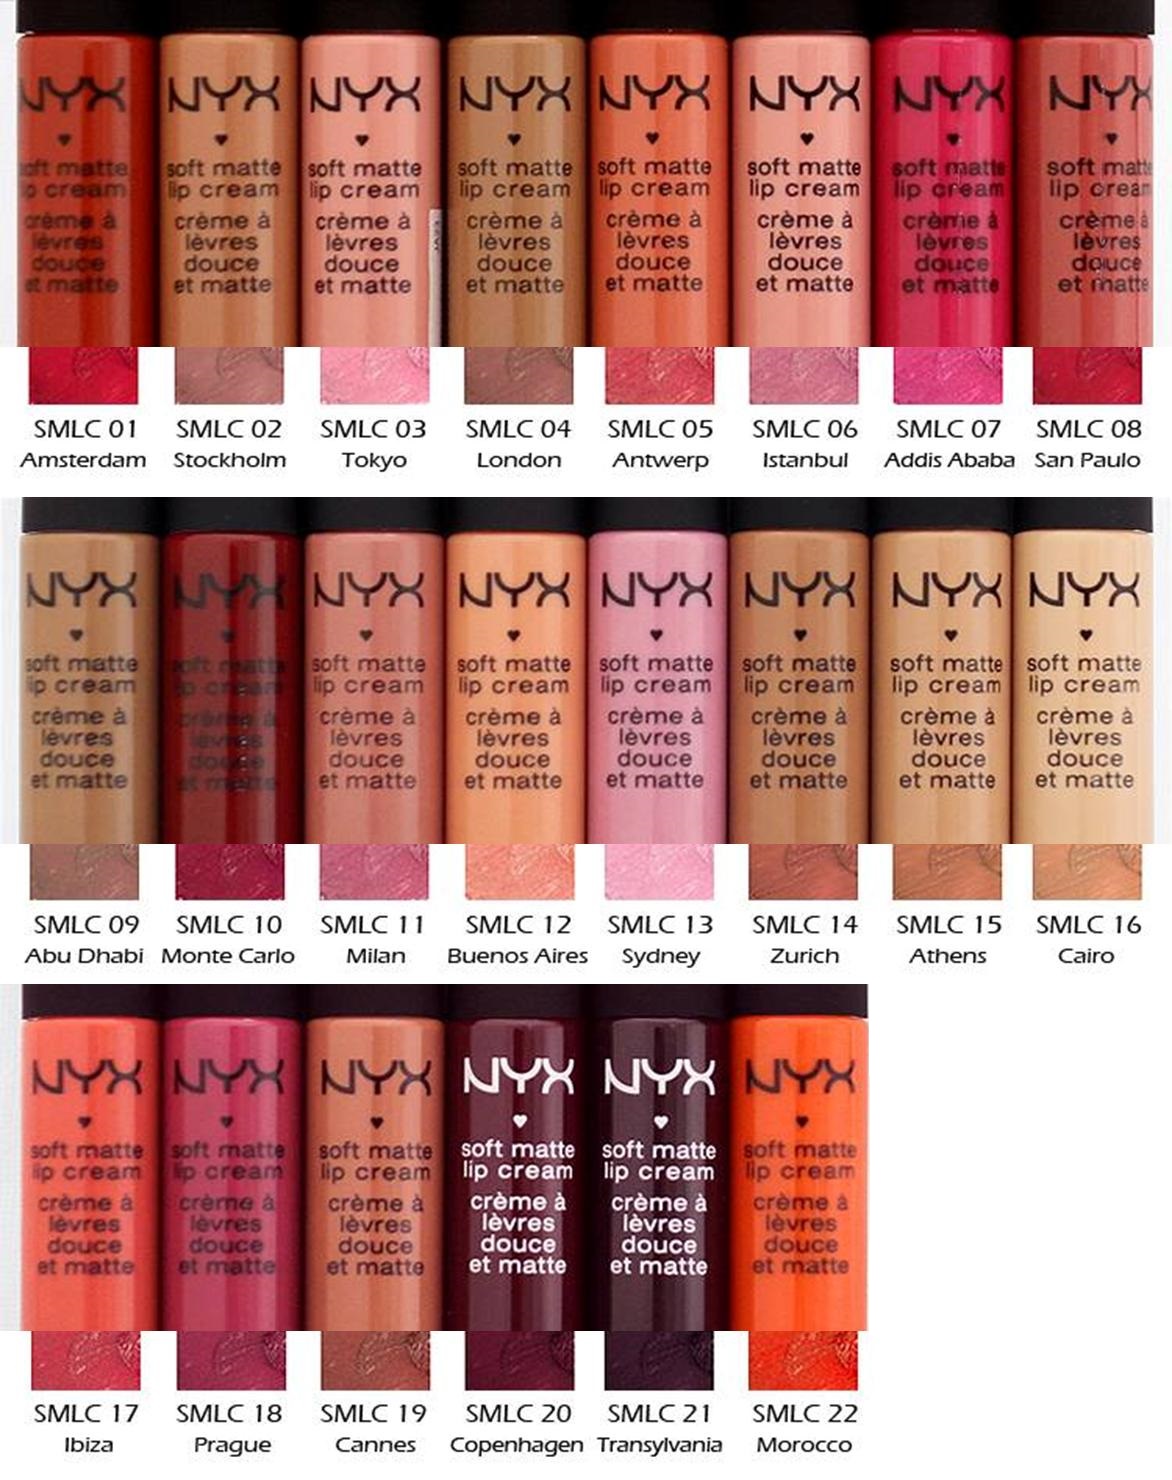 NYX NYX NYX NYX NYX NYX NYX NYX
oft matte soft matte soft matte soft matte soft matte soft matte soft matte soft matte
ip cream lip cream lip cream lip cream lip cream lip cream lip cream lip cream
crème à crème à crème à crème à crème à crème à crème à crème à
lèvres lèvres lèvres lèvres lèvres lèvres lèvres lèvres
douce douce douce douce douce douce douce douce
et matte et matte et matte et matte et matte et matte et matte et matte
SMLC 01 SMLC 02 SMLC 03 SMLC 04 SMLC 05 SMLC 06 SMLC 07 SMLC 08
Amsterdam Stockholm Tokyo London Antwerp Istanbul Addis Ababa San Paulo
NYX NYX NYX NYX NYX NYX NYX NYX
soft matte soft matte soft matte soft matte soft matte soft matte soft matte soft matte
lip cream lip cream lip cream lip cream lip cream lip cream lip cream lip cream
crème à crème à crème à crème à crème à crème à crème à crème à
lèvres lèvres lèvres lèvres lèvres lèvres lèvres lèvres
douce douce douce douce douce douce douce douce
et matte et matte et matte et matte et matte et matte et matte et matte
SMLC 09 SMLC 10 SMLC 11 SMLC 12 SMLC 13 SMLC 14 SMLC 15 SMLC 16
Abu Dhabi Monte Carlo Milan Buenos Aires Sydney Zurich Athens Cairo
NYX NYX NYX NYX NYX NYX
soft matte soft matte soft matte soft matte soft matte soft matte
lip cream lip cream lip cream lip cream lip cream lip cream
crème à crème à crème à crème à crème à crème à
lèvres lèvres lèvres lèvres lèvres lèvres
douce douce douce douce douce douce
et matte et matte et matte et matte et matte et matte
SMLC 17 SMLC 18 SMLC 19 SMLC 20 SMLC 21 SMLC 22
Ibiza Prague Cannes Copenhagen Transylvania Morocco